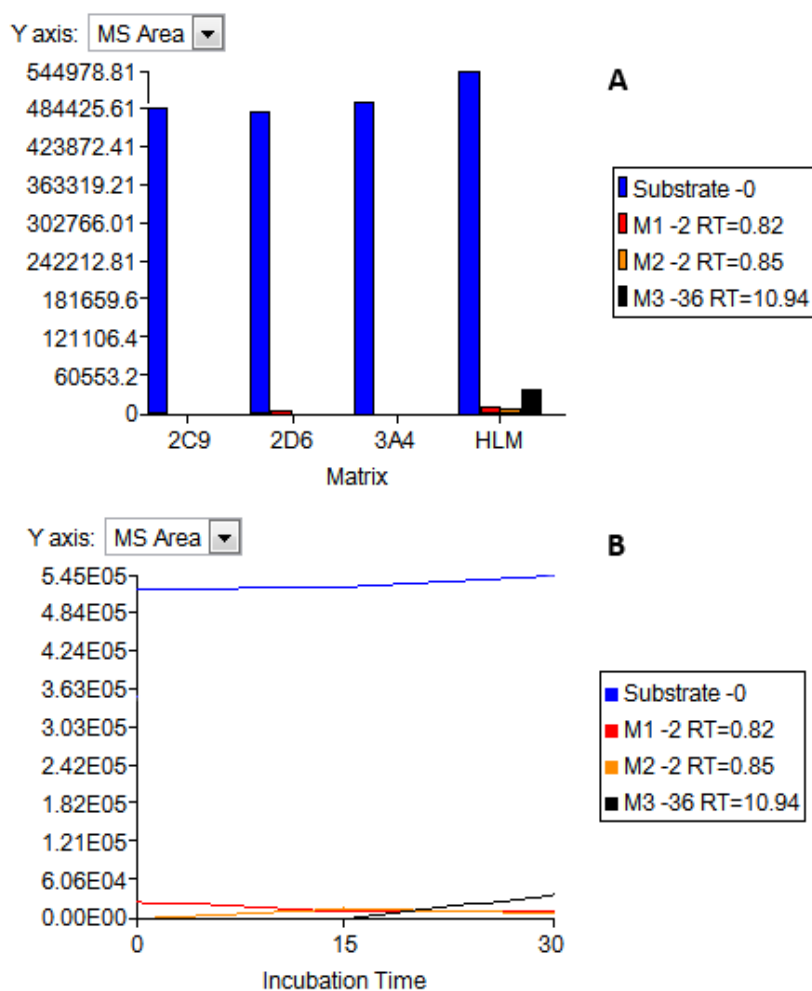 Y axis: MS Area
A
544978.81
484425.61
423872.41
363319.21
302766.01
242212.81
181659.6
121106.4
60553.2
0
2C9 2D6 3A4 HLM
Matrix
Substrate -0
M1 -2 RT=0.82
M2 -2 RT=0.85
M3 -36 RT=10.94
Y axis: MS Area
B
5.45E05
4.84E05
4.24E05
3.63E05
3.03E05
2.42E05
1.82E05
1.21E05
6.06E04
0.00E00
0 15 30
Incubation Time
Substrate -0
M1 -2 RT=0.82
M2 -2 RT=0.85
M3 -36 RT=10.94